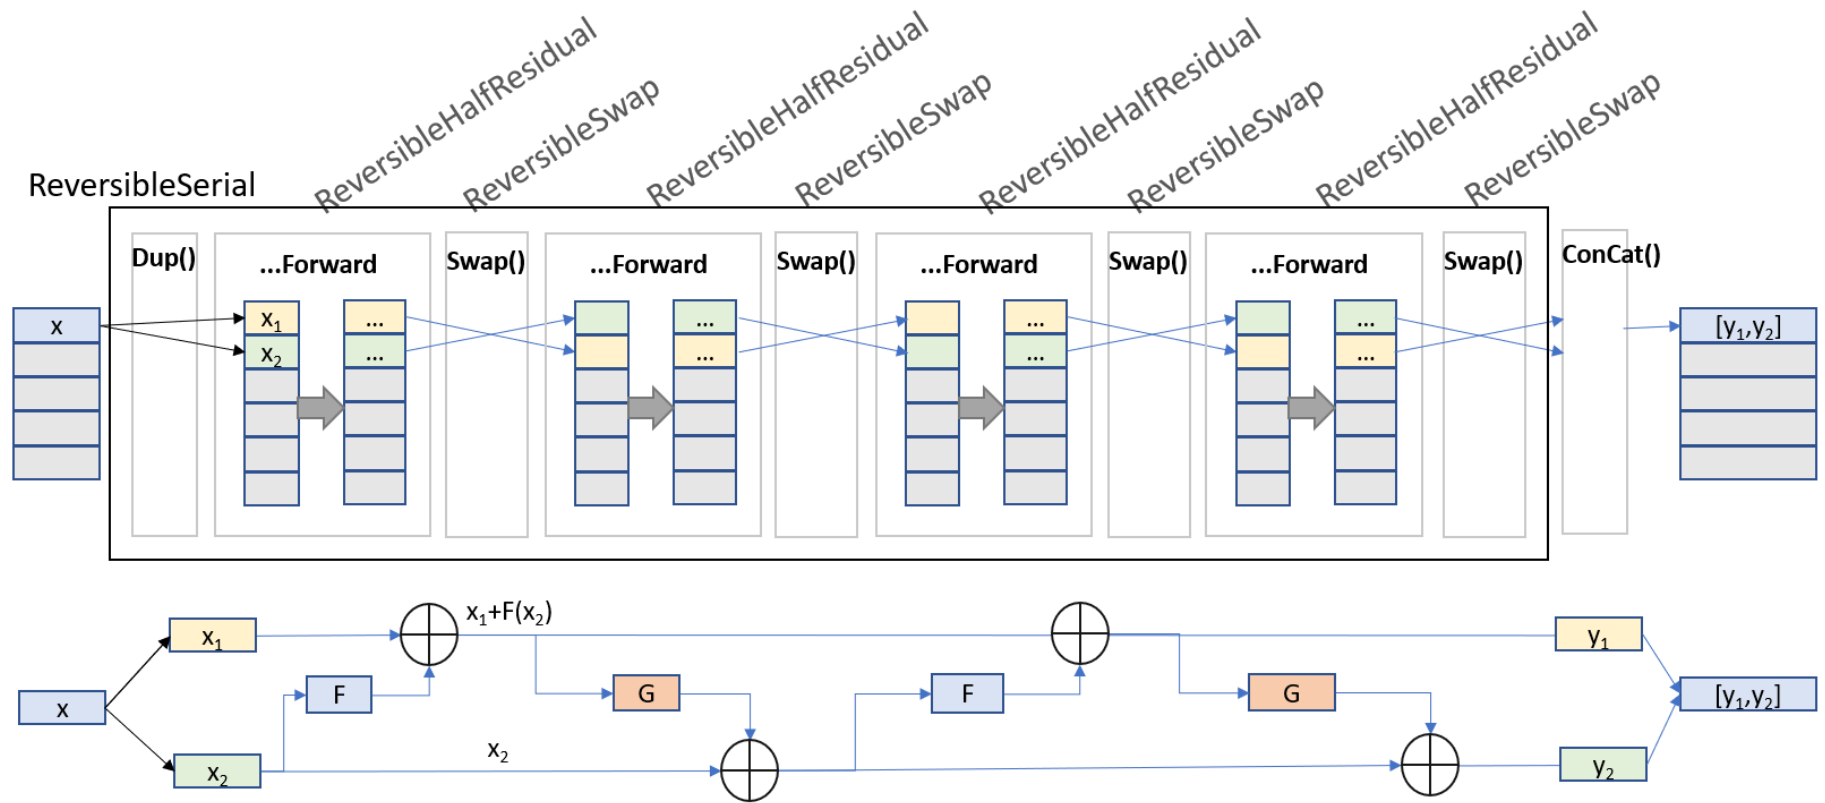 ReversibleHalfResidual
ReversibleSwap
ReversibleHalfResidual
ReversibleSwap
ReversibleHalfResidual
ReversibleSwap
ReversibleHalfResidual
ReversibleSwap
ReversibleSerial
Dup()
...Forward
Swap()
...Forward
Swap()
...Forward
Swap()
...Forward
Swap()
ConCat()
x
x₁
x₂
...
...
...
...
...
...
...
...
[y₁,y₂]
x₁+F(x₂)
x₁
y₁
x
F
G
F
G
[y₁,y₂]
x₂
x₂
y₂